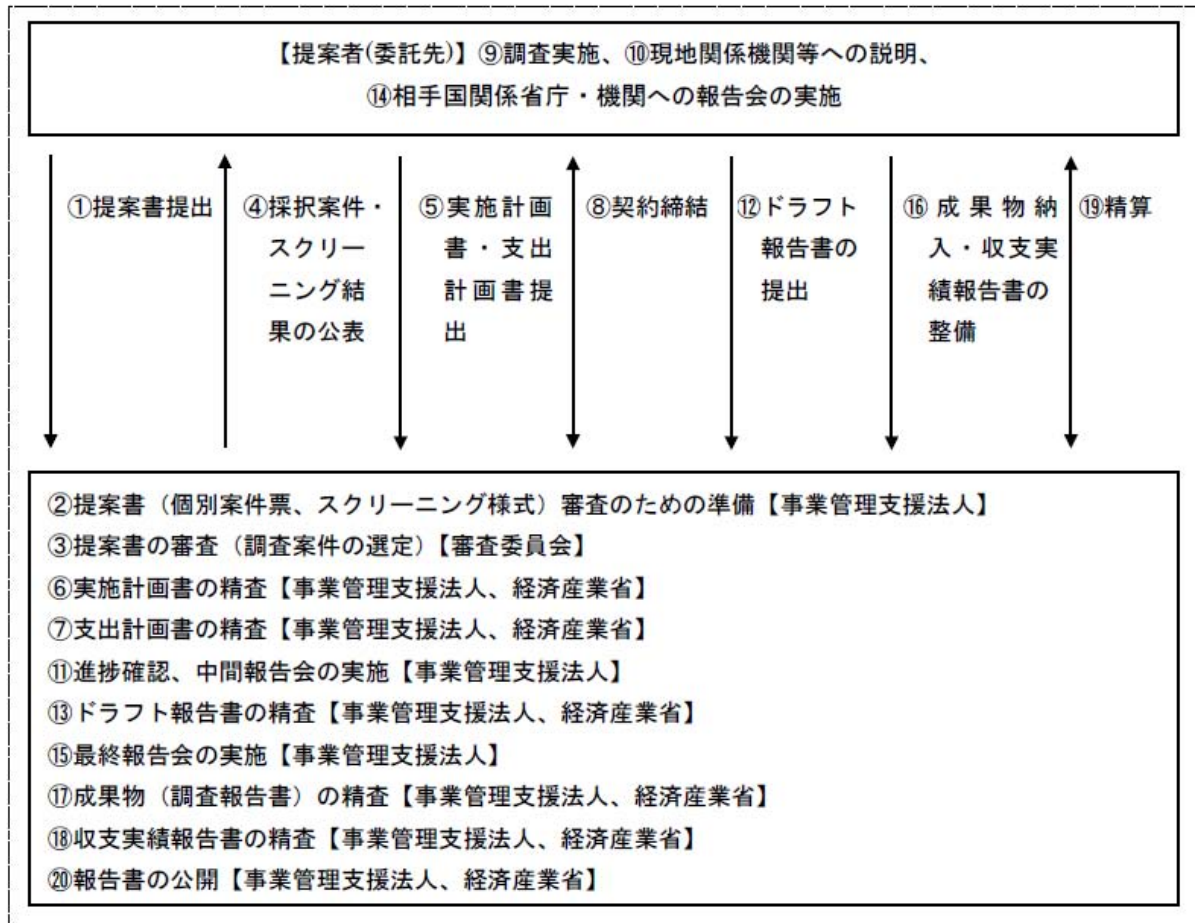 【提案者(委託先)】⑨調査実施、⑩現地関係機関等への説明、
⑭相手国関係省庁・機関への報告会の実施
①提案書提出
④採択案件・
スクリー
ニング結
果の公表
⑤実施計画
書・支出
計画書提
出
⑧契約締結
⑫ドラフト
報告書の
提出
⑯成果物納
入・収支実
績報告書の
整備
⑲精算
②提案書（個別案件票、スクリーニング様式）審査のための準備【事業管理支援法人】
③提案書の審査（調査案件の選定）【審査委員会】
⑥実施計画書の精査【事業管理支援法人、経済産業省】
⑦支出計画書の精査【事業管理支援法人、経済産業省】
⑪進捗確認、中間報告会の実施【事業管理支援法人】
⑬ドラフト報告書の精査【事業管理支援法人、経済産業省】
⑮最終報告会の実施【事業管理支援法人】
⑰成果物（調査報告書）の精査【事業管理支援法人、経済産業省】
⑱収支実績報告書の精査【事業管理支援法人、経済産業省】
⑳報告書の公開【事業管理支援法人、経済産業省】